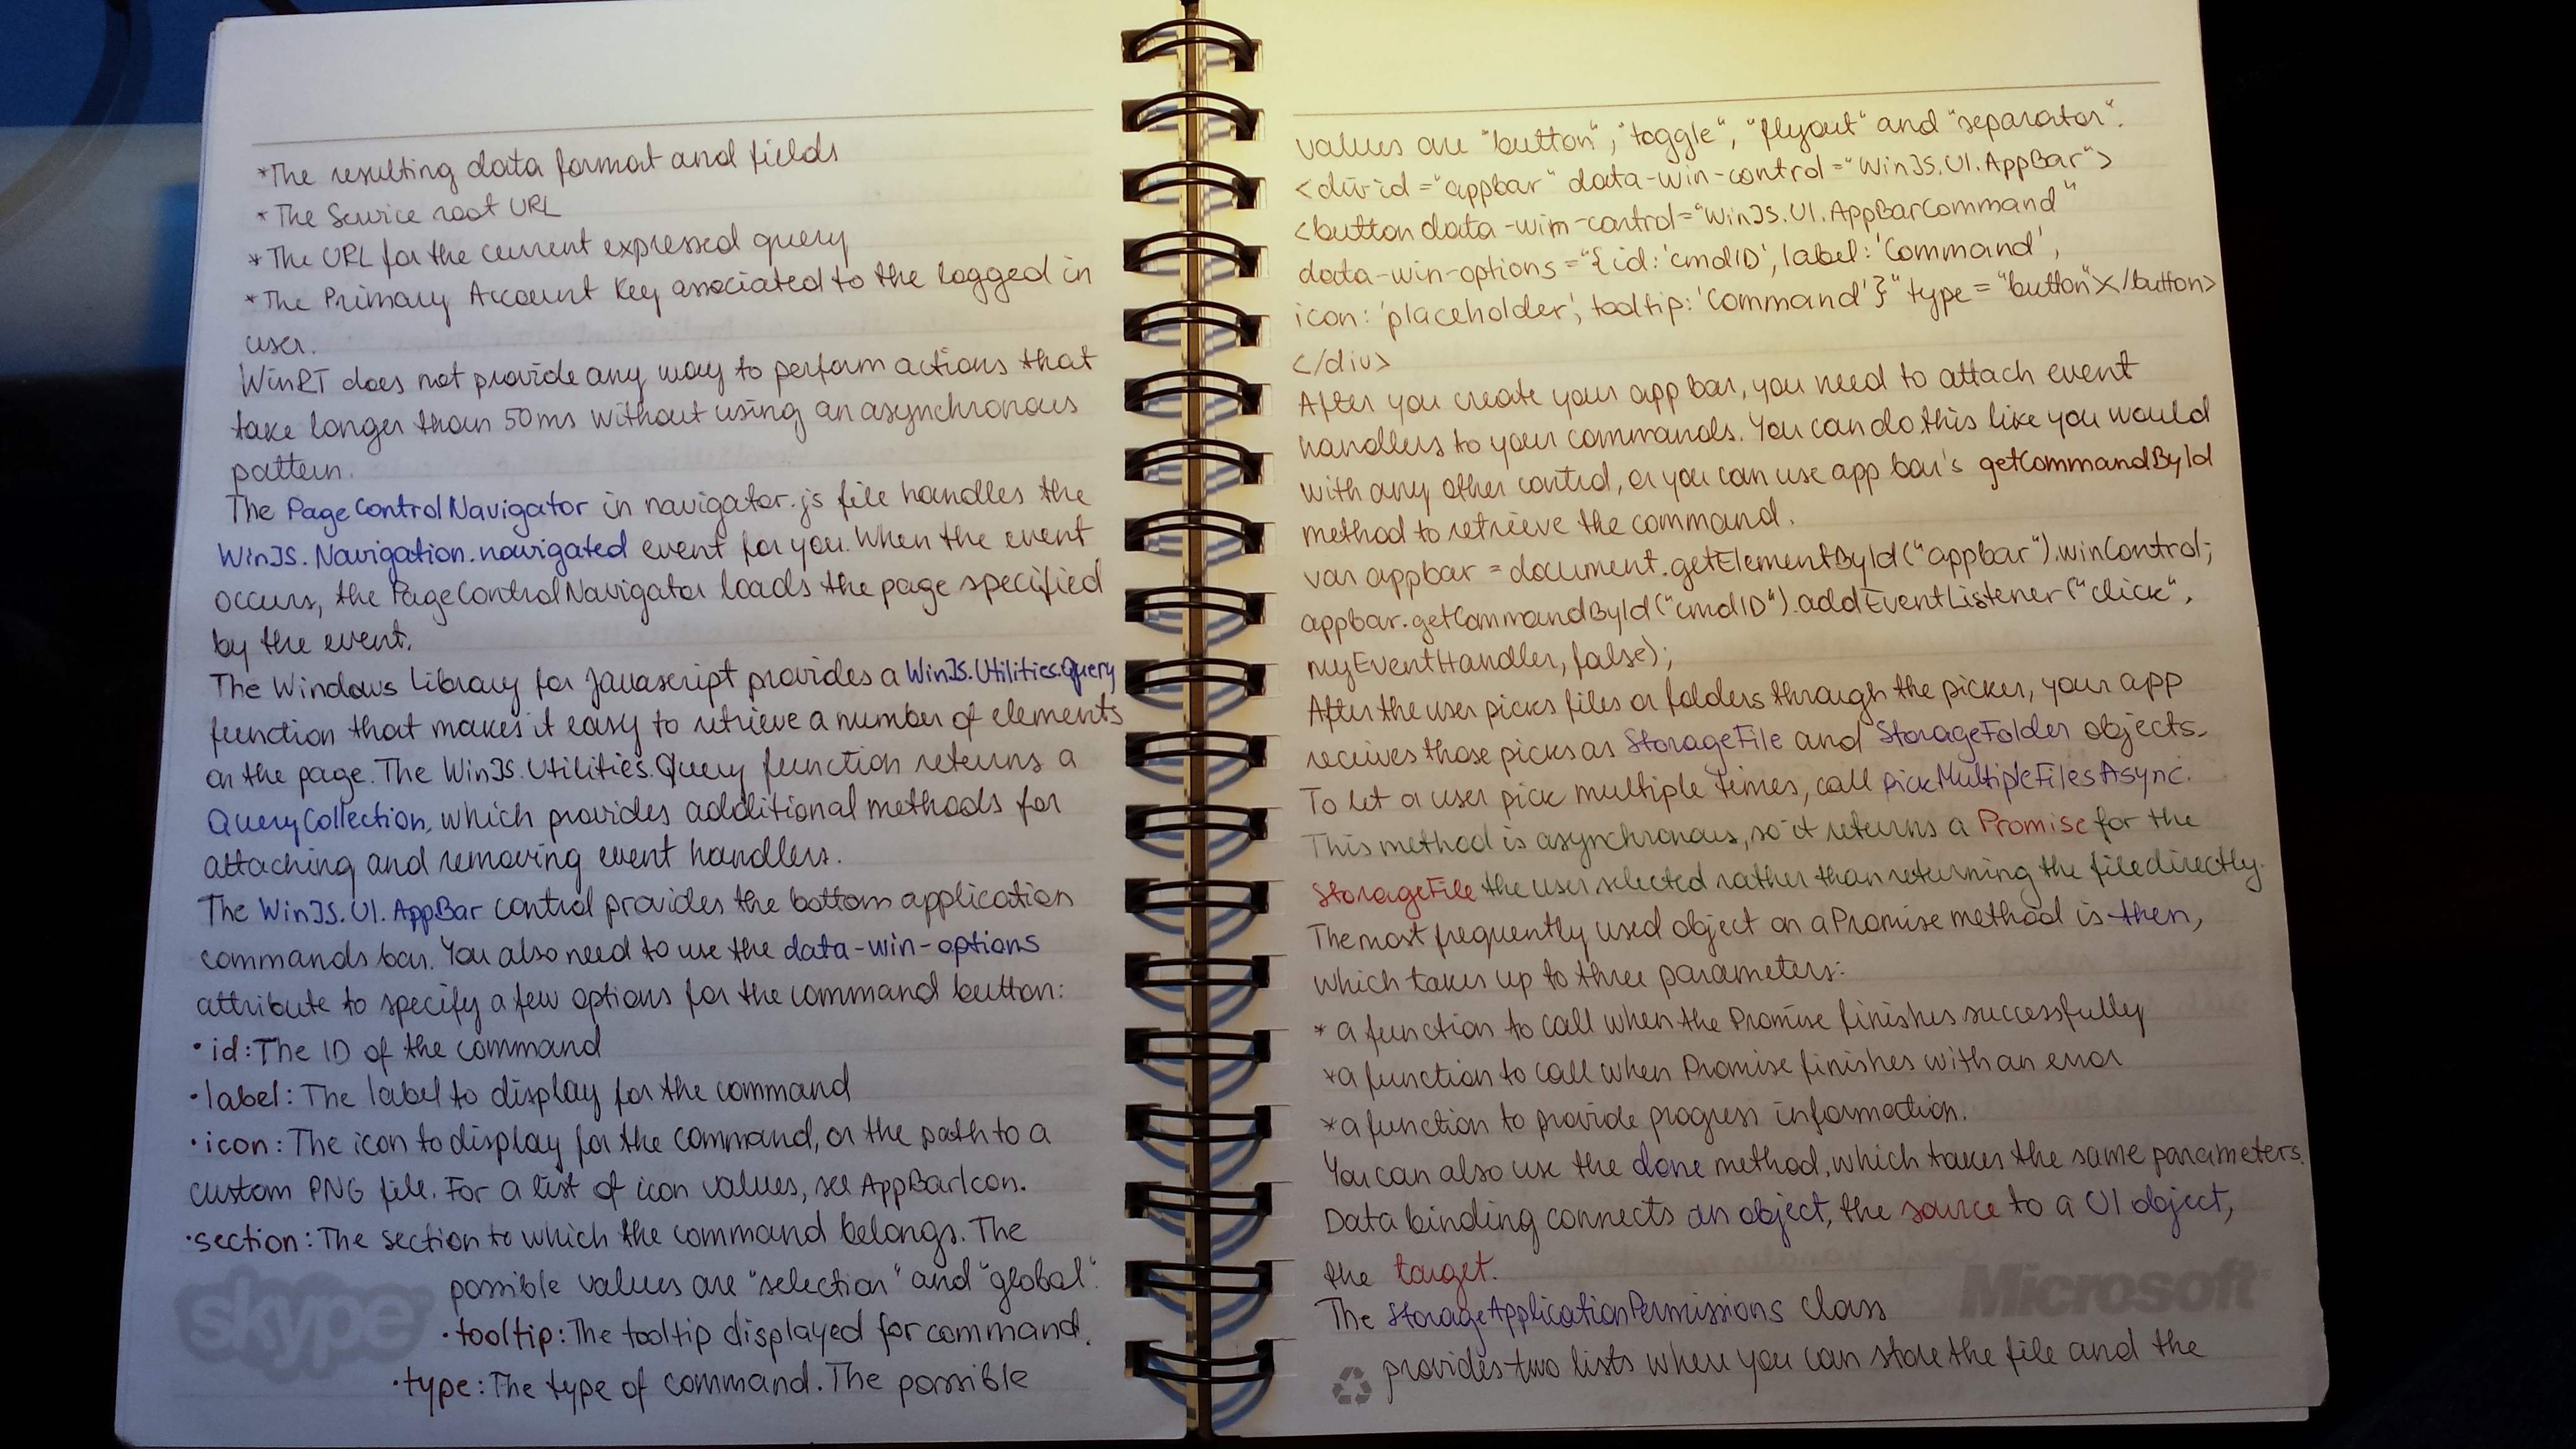 *The resulting data format and fields
*The Service root URL
*The URL for the current expressed query
*The Primary Account Key associated to the logged in
user.
WinRT does not provide any way to perform actions that
take longer than 50ms without using an asynchronous
pattern.
The PageControlNavigator in navigator.js file handles the
WinJS.Navigation.navigated event for you. When the event
occurs, the PageControlNavigator loads the page specified
by the event.
The Windows Library for Javascript provides a WinJS.Utilities.Query
function that makes it easy to retrieve a number of elements
on the page. The WinJS.Utilities.Query function returns a
QueryCollection, which provides additional methods for
attaching and removing event handlers.
The WinJS.UI.AppBar control provides the bottom application
commands bar. You also need to use the data-win-options
attribute to specify a few options for the command button:
•id: The ID of the command
•label: The label to display for the command
•icon: The icon to display for the command, or the path to a
custom PNG file. For a list of icon values, see AppBarIcon.
•section: The section to which the command belongs. The
possible values are "selection" and "global".
•tooltip: The tooltip displayed for command.
•type: The type of command. The possible
skype
values are "button", "toggle", "flyout" and "separator".
<div id="appbar" data-win-control="WinJS.UI.AppBar">
<button data-win-control="WinJS.UI.AppBarCommand"
data-win-options="{id:'cmdID', label:'Command',
icon: 'placeholder', tooltip: 'Command'}" type="button"></button>
</div>
After you create your app bar, you need to attach event
handlers to your commands. You can do this like you would
with any other control, or you can use app bar's getCommandById
method to retrieve the command.
var appbar = document.getElementById("appbar").winControl;
appbar.getCommandById("cmdID").addEventListener("click",
myEventHandler, false);
After the user picks files or folders through the picker, your app
receives those picks as StorageFile and StorageFolder objects.
To let a user pick multiple times, call pickMultipleFilesAsync.
This method is asynchronous, so it returns a Promise for the
StorageFile the user selected rather than returning the file directly.
The most frequently used object on a Promise method is then,
which takes up to three parameters:
* a function to call when the Promise finishes successfully
*a function to call when Promise finishes with an error
*a function to provide progress information.
You can also use the done method, which takes the same parameters.
Data binding connects an object, the source to a UI object,
the target.
The StorageApplicationPermissions class
provides two lists where you can store the file and the
Microsoft